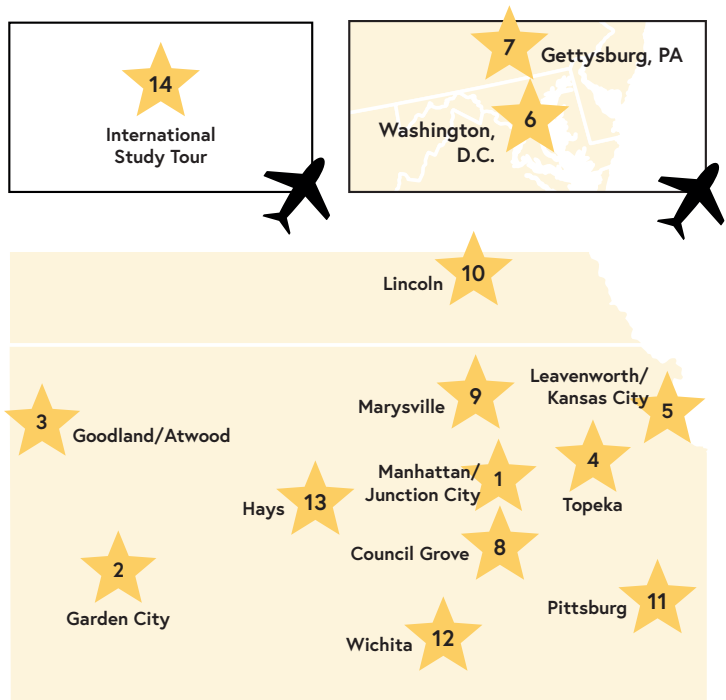 14
International
Study Tour
7
Gettysburg, PA
6
Washington,
D.C.
10
Lincoln
9
Marysville
Leavenworth/
Kansas City
5
3
Goodland/Atwood
4
Topeka
Manhattan/
Junction City
1
13
Hays
8
Council Grove
2
Garden City
11
Pittsburg
12
Wichita